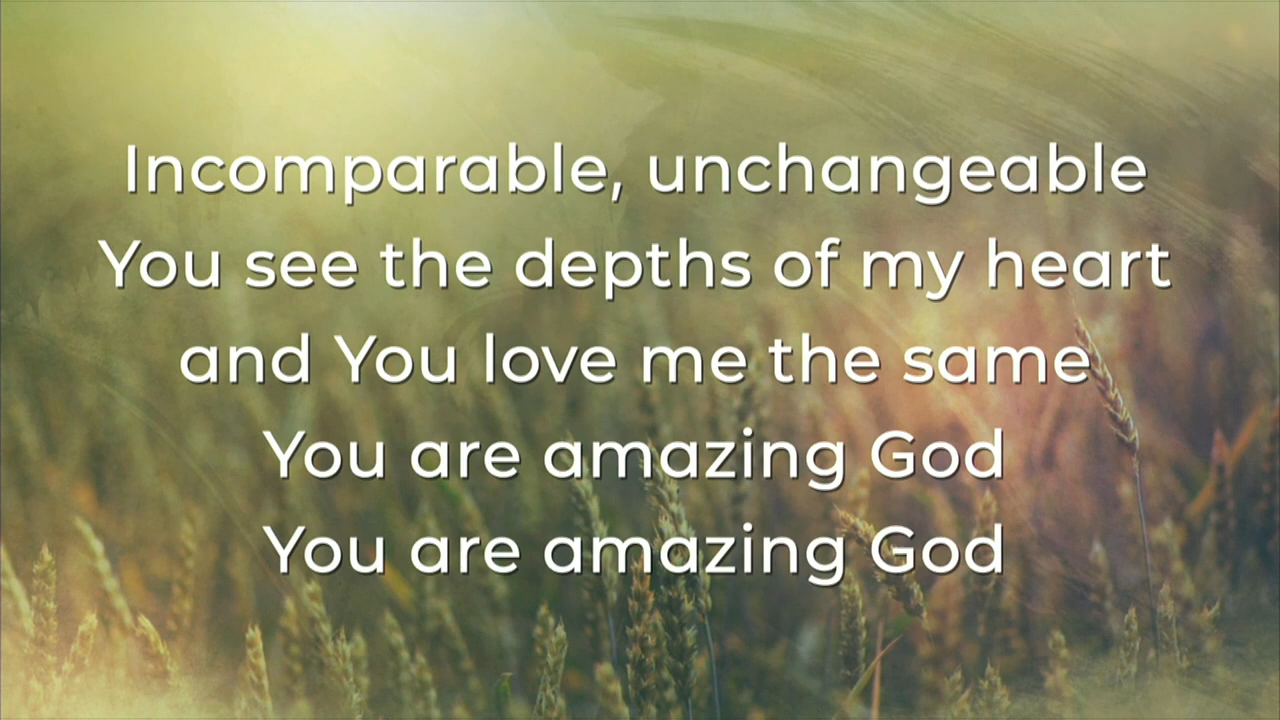 Incomparable, unchangeable
You see the depths of my heart
and You love me the same
You are amazing God
You are amazing God